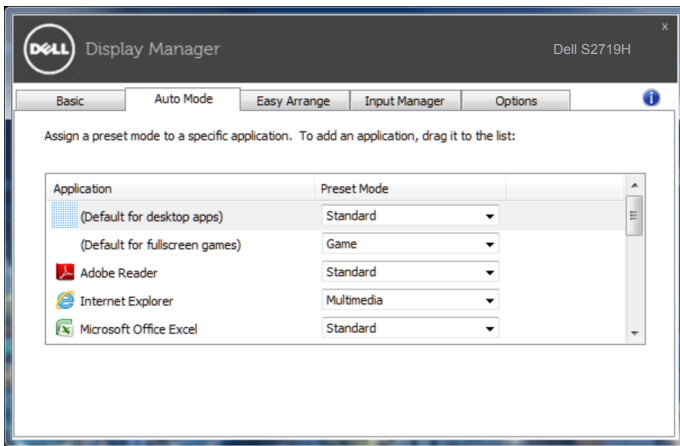 x
DELL Display Manager Dell S2719H
Basic Auto Mode Easy Arrange Input Manager Options i
Assign a preset mode to a specific application. To add an application, drag it to the list:
Application Preset Mode
(Default for desktop apps) Standard
(Default for fullscreen games) Game
Adobe Reader Standard
Internet Explorer Multimedia
Microsoft Office Excel Standard